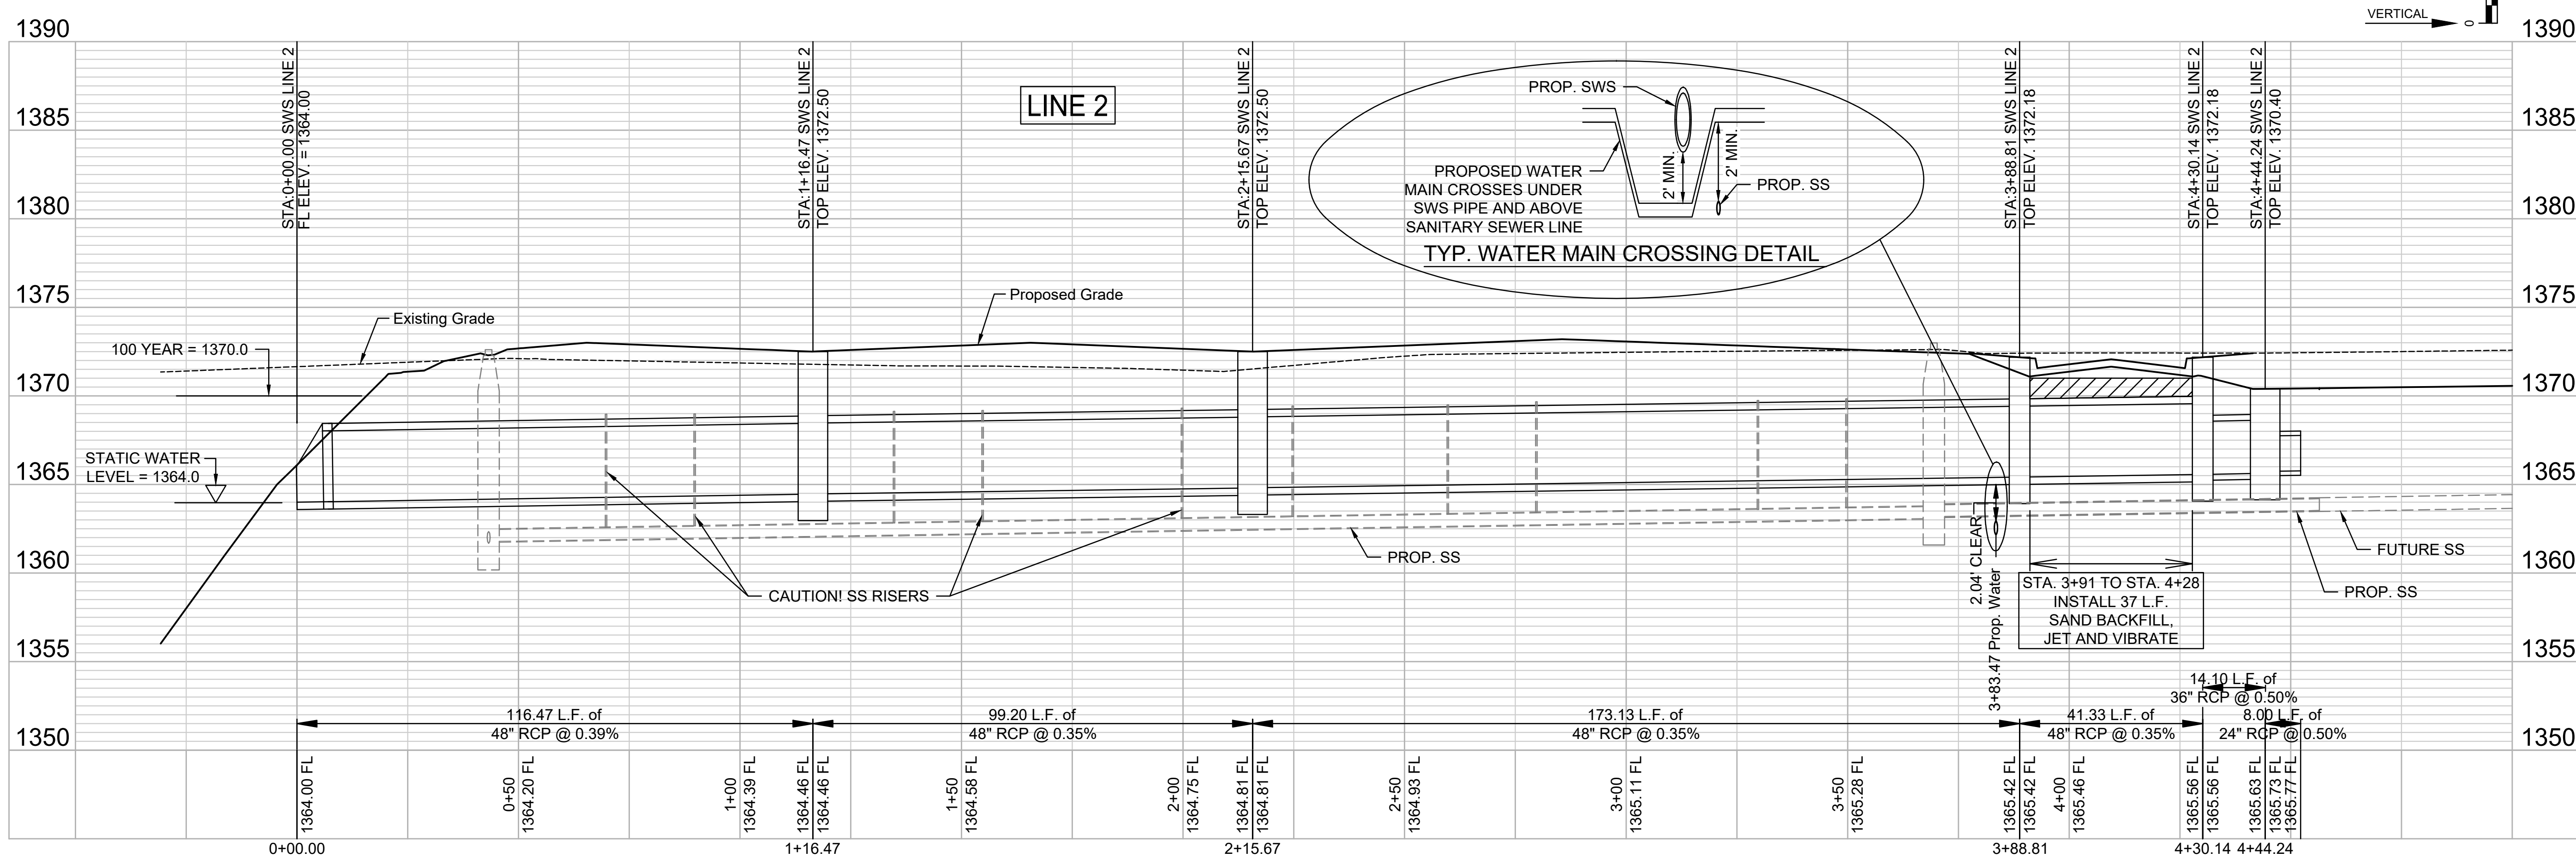 VERTICAL
0
1390
1390
1385
1385
1380
1380
1375
1375
1370
1370
1365
1365
1360
1360
1355
1355
1350
1350
STA:0+00.00 SWS LINE 2
FL ELEV. = 1364.00
STA:1+16.47 SWS LINE 2
TOP ELEV. 1372.50
LINE 2
STA:2+15.67 SWS LINE 2
TOP ELEV. 1372.50
STA:3+88.81 SWS LINE 2
TOP ELEV. 1372.18
STA:4+30.14 SWS LINE 2
TOP ELEV. 1372.18
STA:4+44.24 SWS LINE 2
TOP ELEV. 1370.40
PROP. SWS
PROPOSED WATER
MAIN CROSSES UNDER
SWS PIPE AND ABOVE
SANITARY SEWER LINE
2' MIN.
2' MIN.
PROP. SS
TYP. WATER MAIN CROSSING DETAIL
Existing Grade
Proposed Grade
100 YEAR = 1370.0
STATIC WATER
LEVEL = 1364.0
CAUTION! SS RISERS
PROP. SS
2.04' CLEAR
3+83.47 Prop. Water
STA. 3+91 TO STA. 4+28
INSTALL 37 L.F.
SAND BACKFILL,
JET AND VIBRATE
FUTURE SS
PROP. SS
116.47 L.F. of
48" RCP @ 0.39%
99.20 L.F. of
48" RCP @ 0.35%
173.13 L.F. of
48" RCP @ 0.35%
41.33 L.F. of
48" RCP @ 0.35%
14.10 L.F. of
36" RCP @ 0.50%
8.00 L.F. of
24" RCP @ 0.50%
1364.00 FL
0+50
1364.20 FL
1+00
1364.39 FL
1364.46 FL
1364.46 FL
1+50
1364.58 FL
2+00
1364.75 FL
1364.81 FL
1364.81 FL
2+50
1364.93 FL
3+00
1365.11 FL
3+50
1365.28 FL
1365.42 FL
1365.42 FL
4+00
1365.46 FL
1365.56 FL
1365.56 FL
1365.63 FL
1365.73 FL
1365.77 FL
0+00.00
1+16.47
2+15.67
3+88.81
4+30.14
4+44.24